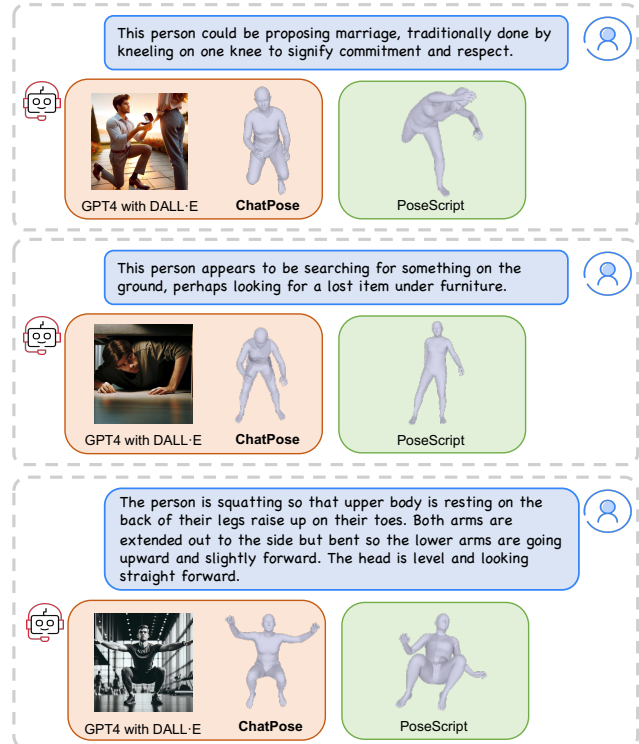 This person could be proposing marriage, traditionally done by
kneeling on one knee to signify commitment and respect.
GPT4 with DALL·E
ChatPose
PoseScript
This person appears to be searching for something on the
ground, perhaps looking for a lost item under furniture.
GPT4 with DALL·E
ChatPose
PoseScript
The person is squatting so that upper body is resting on the
back of their legs raise up on their toes. Both arms are
extended out to the side but bent so the lower arms are going
upward and slightly forward. The head is level and looking
straight forward.
GPT4 with DALL·E
ChatPose
PoseScript